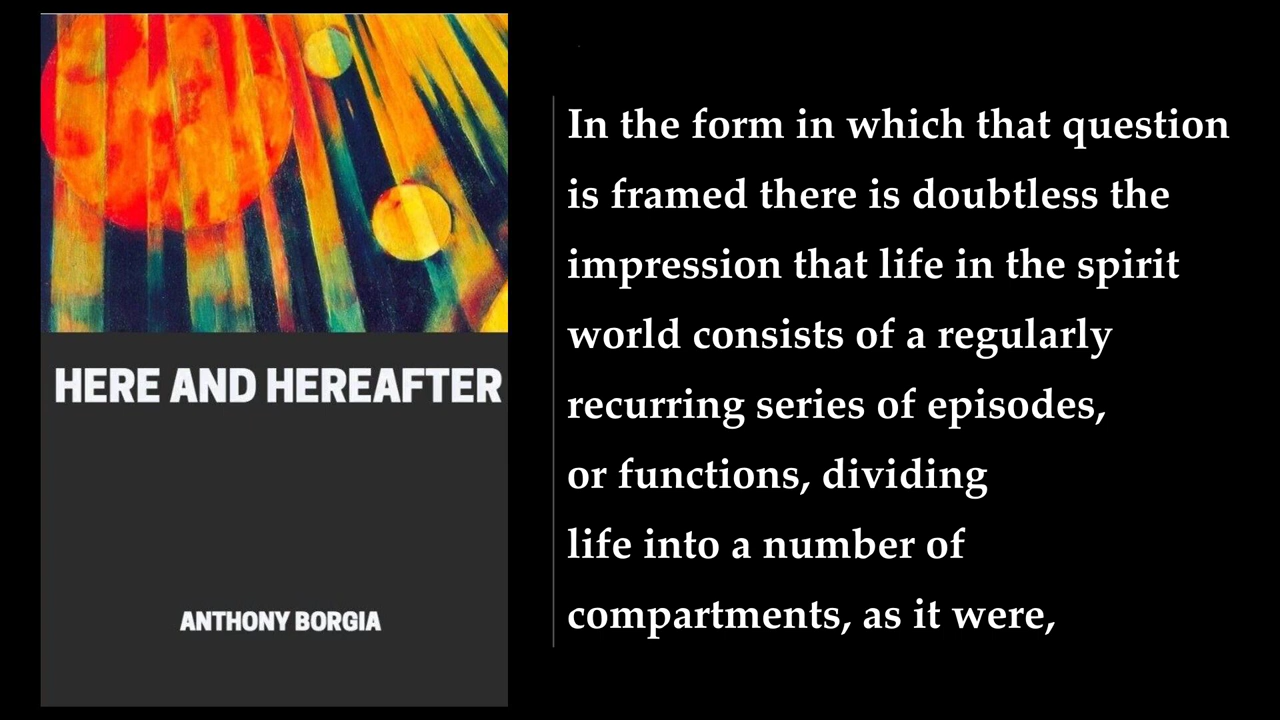 HERE AND HEREAFTER
ANTHONY BORGIA
In the form in which that question
is framed there is doubtless the
impression that life in the spirit
world consists of a regularly
recurring series of episodes,
or functions, dividing
life into a number of
compartments, as it were,